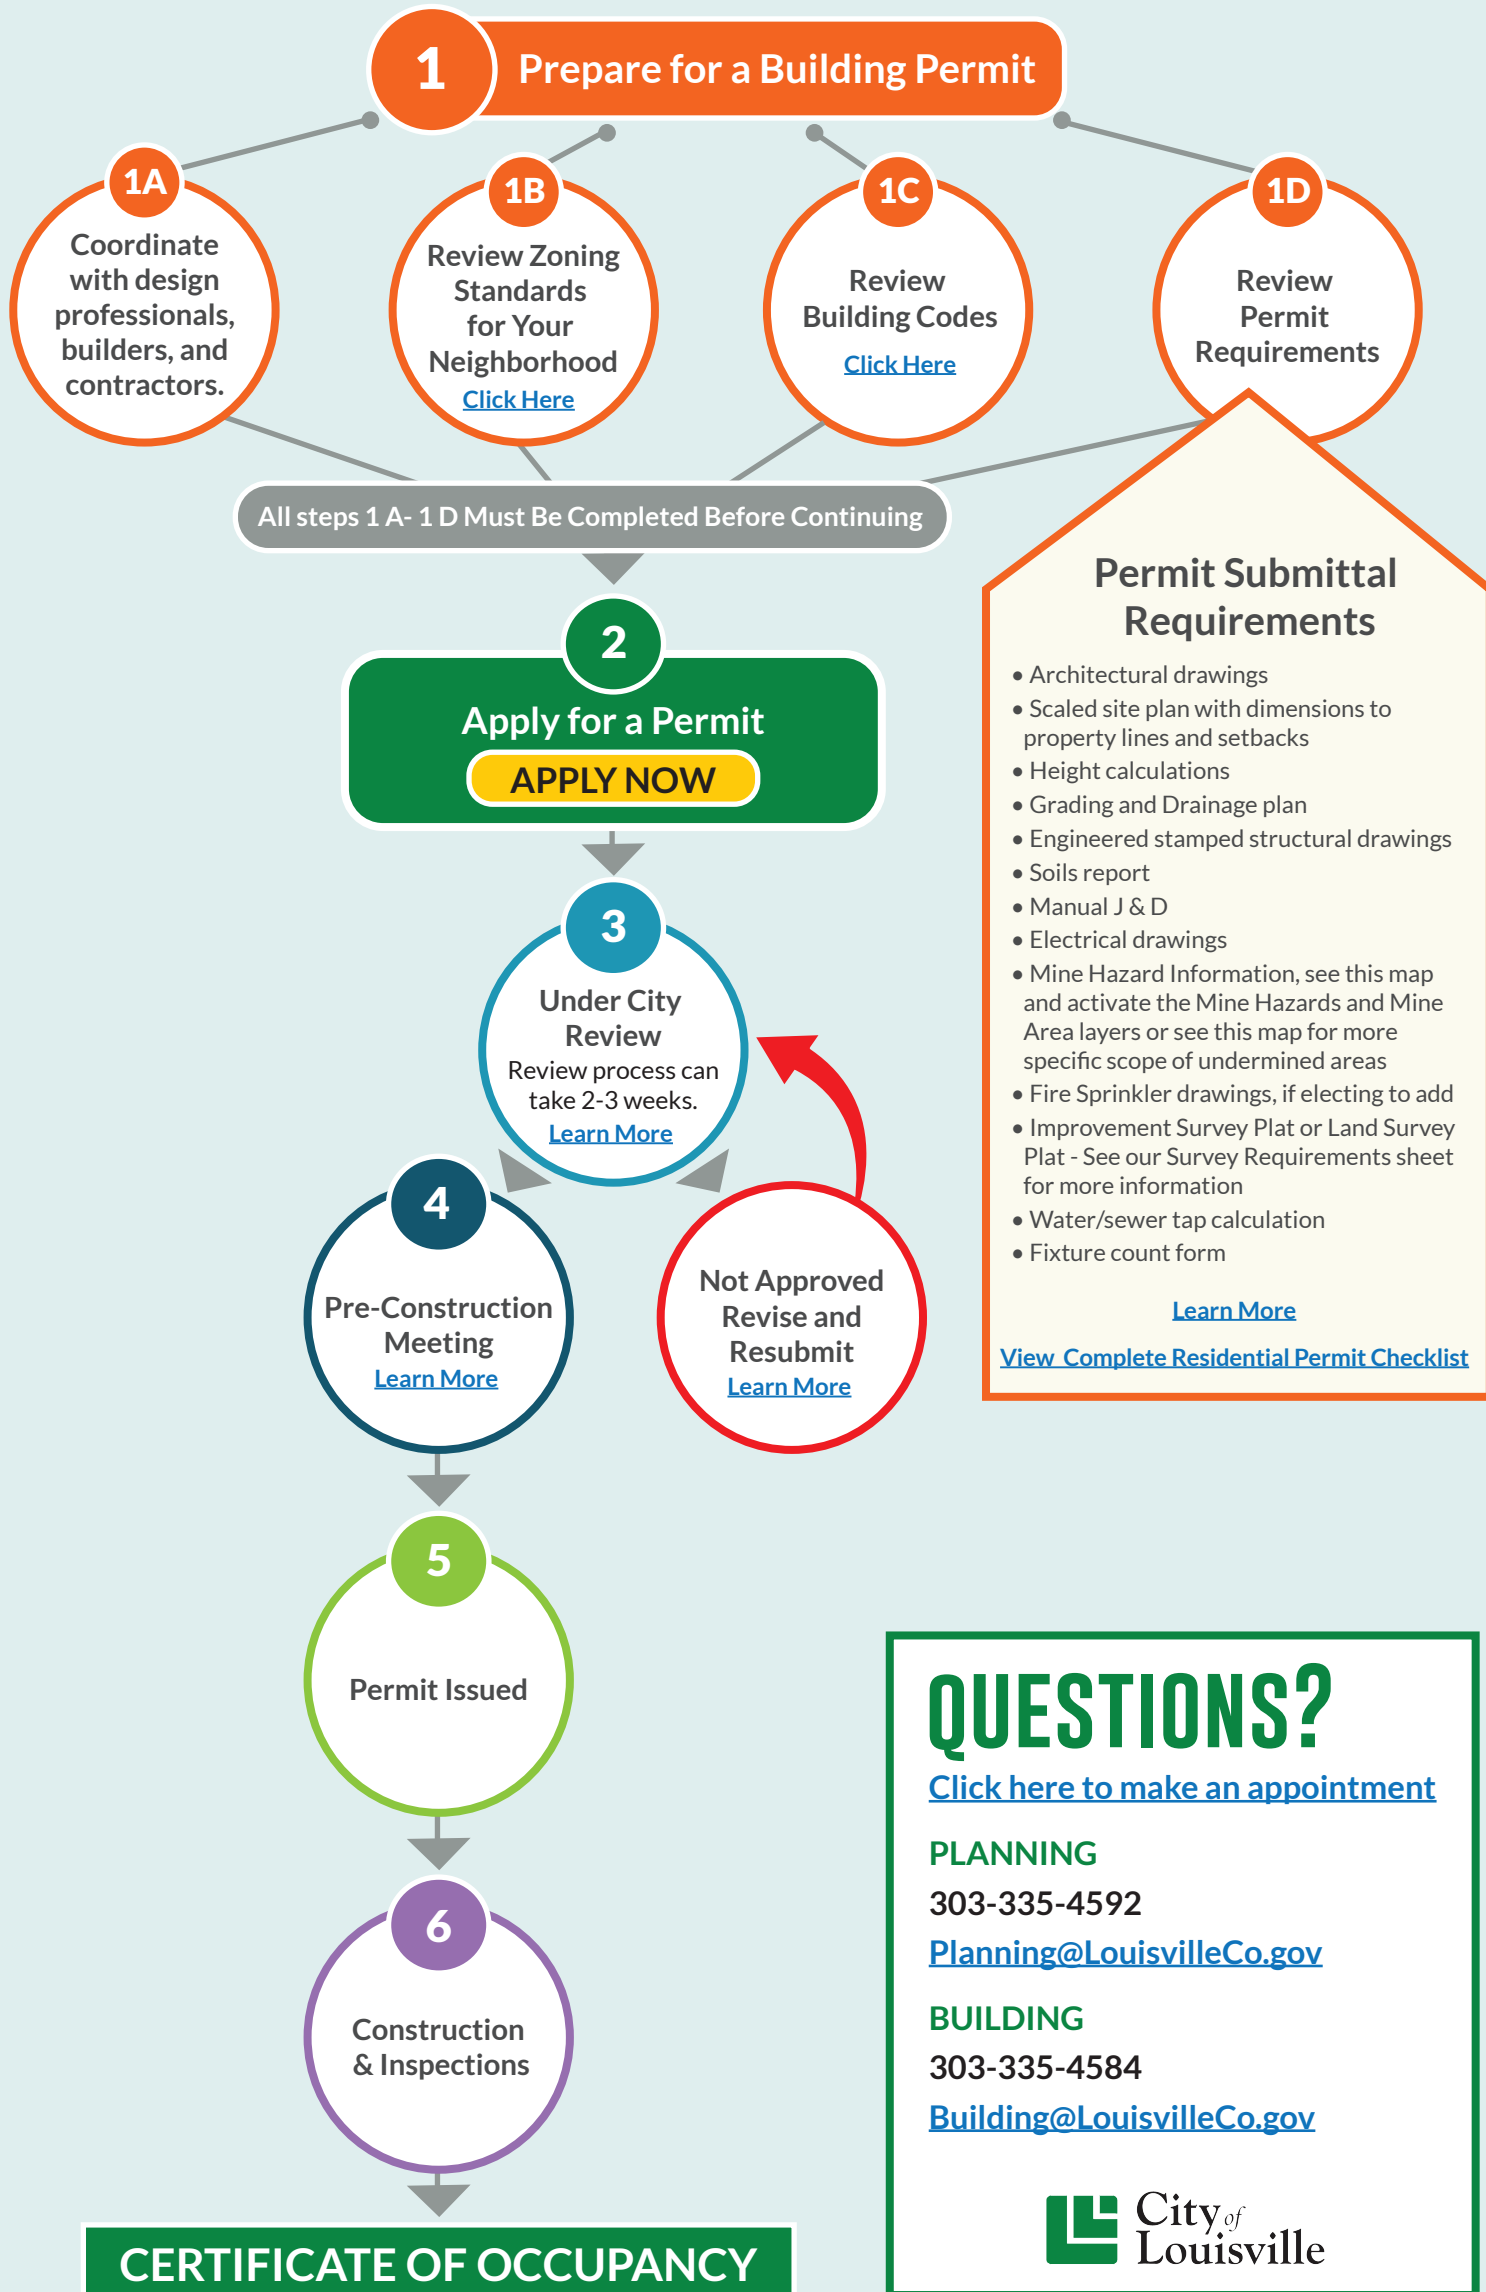 1
Prepare for a Building Permit
1A
Coordinate
with design
professionals,
builders, and
contractors.
1B
Review Zoning
Standards
for Your
Neighborhood
Click Here
1C
Review
Building Codes
Click Here
1D
Review
Permit
Requirements
All steps 1 A- 1 D Must Be Completed Before Continuing
Permit Submittal
Requirements
• Architectural drawings
• Scaled site plan with dimensions to
property lines and setbacks
• Height calculations
• Grading and Drainage plan
• Engineered stamped structural drawings
• Soils report
• Manual J & D
• Electrical drawings
• Mine Hazard Information, see this map
and activate the Mine Hazards and Mine
Area layers or see this map for more
specific scope of undermined areas
• Fire Sprinkler drawings, if electing to add
• Improvement Survey Plat or Land Survey
Plat - See our Survey Requirements sheet
for more information
• Water/sewer tap calculation
• Fixture count form
Learn More
View Complete Residential Permit Checklist
2
Apply for a Permit
APPLY NOW
3
Under City
Review
Review process can
take 2-3 weeks.
Learn More
4
Pre-Construction
Meeting
Learn More
Not Approved
Revise and
Resubmit
Learn More
5
Permit Issued
6
Construction
& Inspections
CERTIFICATE OF OCCUPANCY
QUESTIONS?
Click here to make an appointment
PLANNING
303-335-4592
Planning@LouisvilleCo.gov
BUILDING
303-335-4584
Building@LouisvilleCo.gov
City of
Louisville